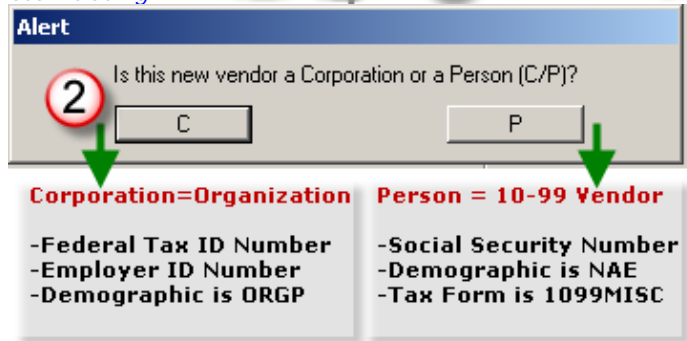 Alert
Is this new vendor a Corporation or a Person (C/P)?
2
C P
Corporation=Organization
-Federal Tax ID Number
-Employer ID Number
-Demographic is ORGP
Person = 10-99 Vendor
-Social Security Number
-Demographic is NAE
-Tax Form is 1099MISC